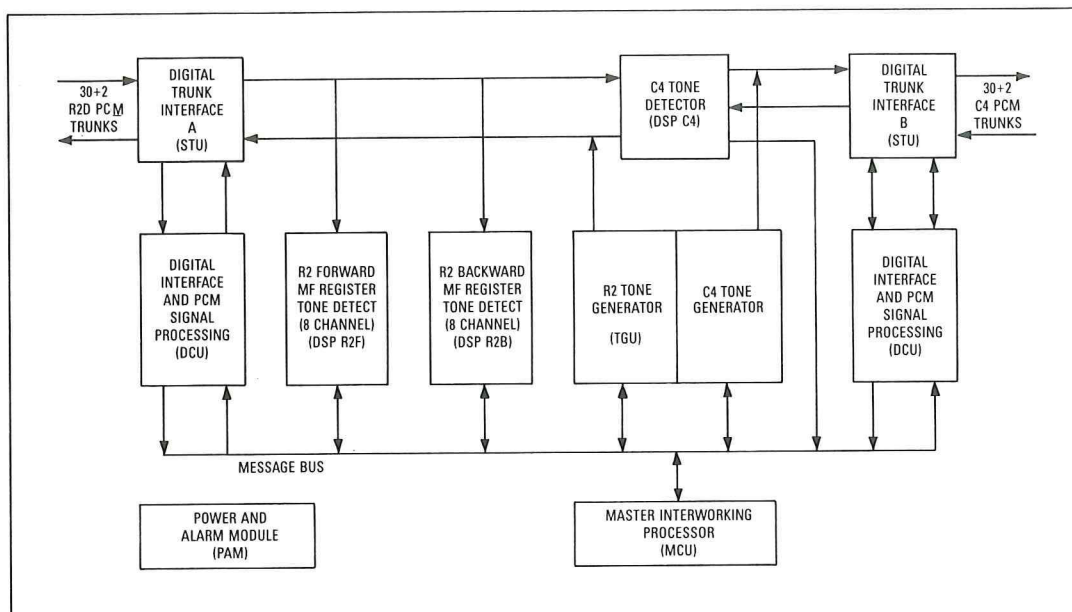 30+2
R2D PCM
TRUNKS
DIGITAL
TRUNK
INTERFACE
A
(STU)
C4 TONE
DETECTOR
(DSP C4)
DIGITAL
TRUNK
INTERFACE
B
(STU)
30+2
C4 PCM
TRUNKS
DIGITAL
INTERFACE
AND PCM
SIGNAL
PROCESSING
(DCU)
R2 FORWARD
MF REGISTER
TONE DETECT
(8 CHANNEL)
(DSP R2F)
R2 BACKWARD
MF REGISTER
TONE DETECT
(8 CHANNEL)
(DSP R2B)
R2 TONE
GENERATOR
(TGU)
C4 TONE
GENERATOR
DIGITAL
INTERFACE
AND PCM
SIGNAL
PROCESSING
(DCU)
MESSAGE BUS
POWER AND
ALARM MODULE
(PAM)
MASTER INTERWORKING
PROCESSOR
(MCU)